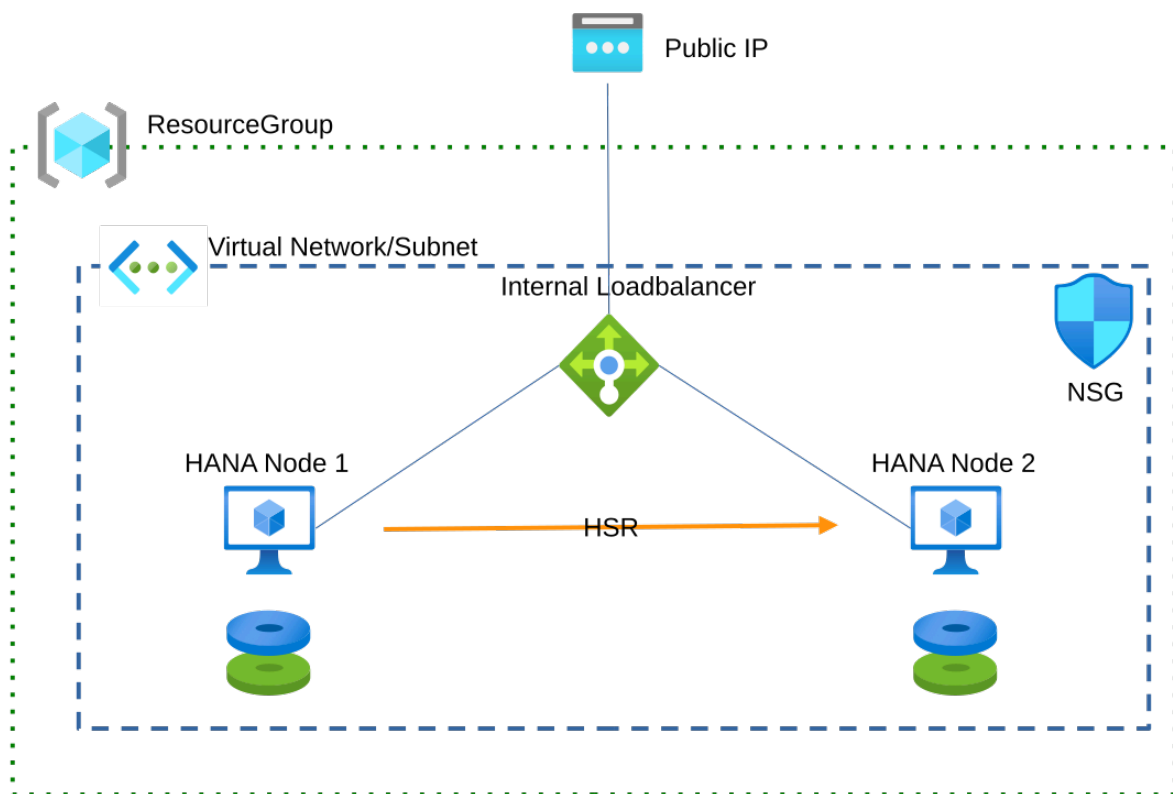 Public IP
ResourceGroup
Virtual Network/Subnet
Internal Loadbalancer
NSG
HANA Node 1
HANA Node 2
HSR